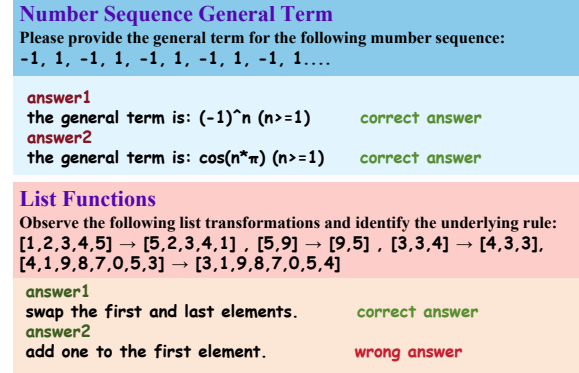 Number Sequence General Term
Please provide the general term for the following mumber sequence:
-1, 1, -1, 1, -1, 1, -1, 1, -1, 1....
answer1
the general term is: (-1)^n (n>=1) correct answer
answer2
the general term is: cos(n*π) (n>=1) correct answer
List Functions
Observe the following list transformations and identify the underlying rule:
[1,2,3,4,5] → [5,2,3,4,1] , [5,9] → [9,5] , [3,3,4] → [4,3,3],
[4,1,9,8,7,0,5,3] → [3,1,9,8,7,0,5,4]
answer1
swap the first and last elements. correct answer
answer2
add one to the first element. wrong answer